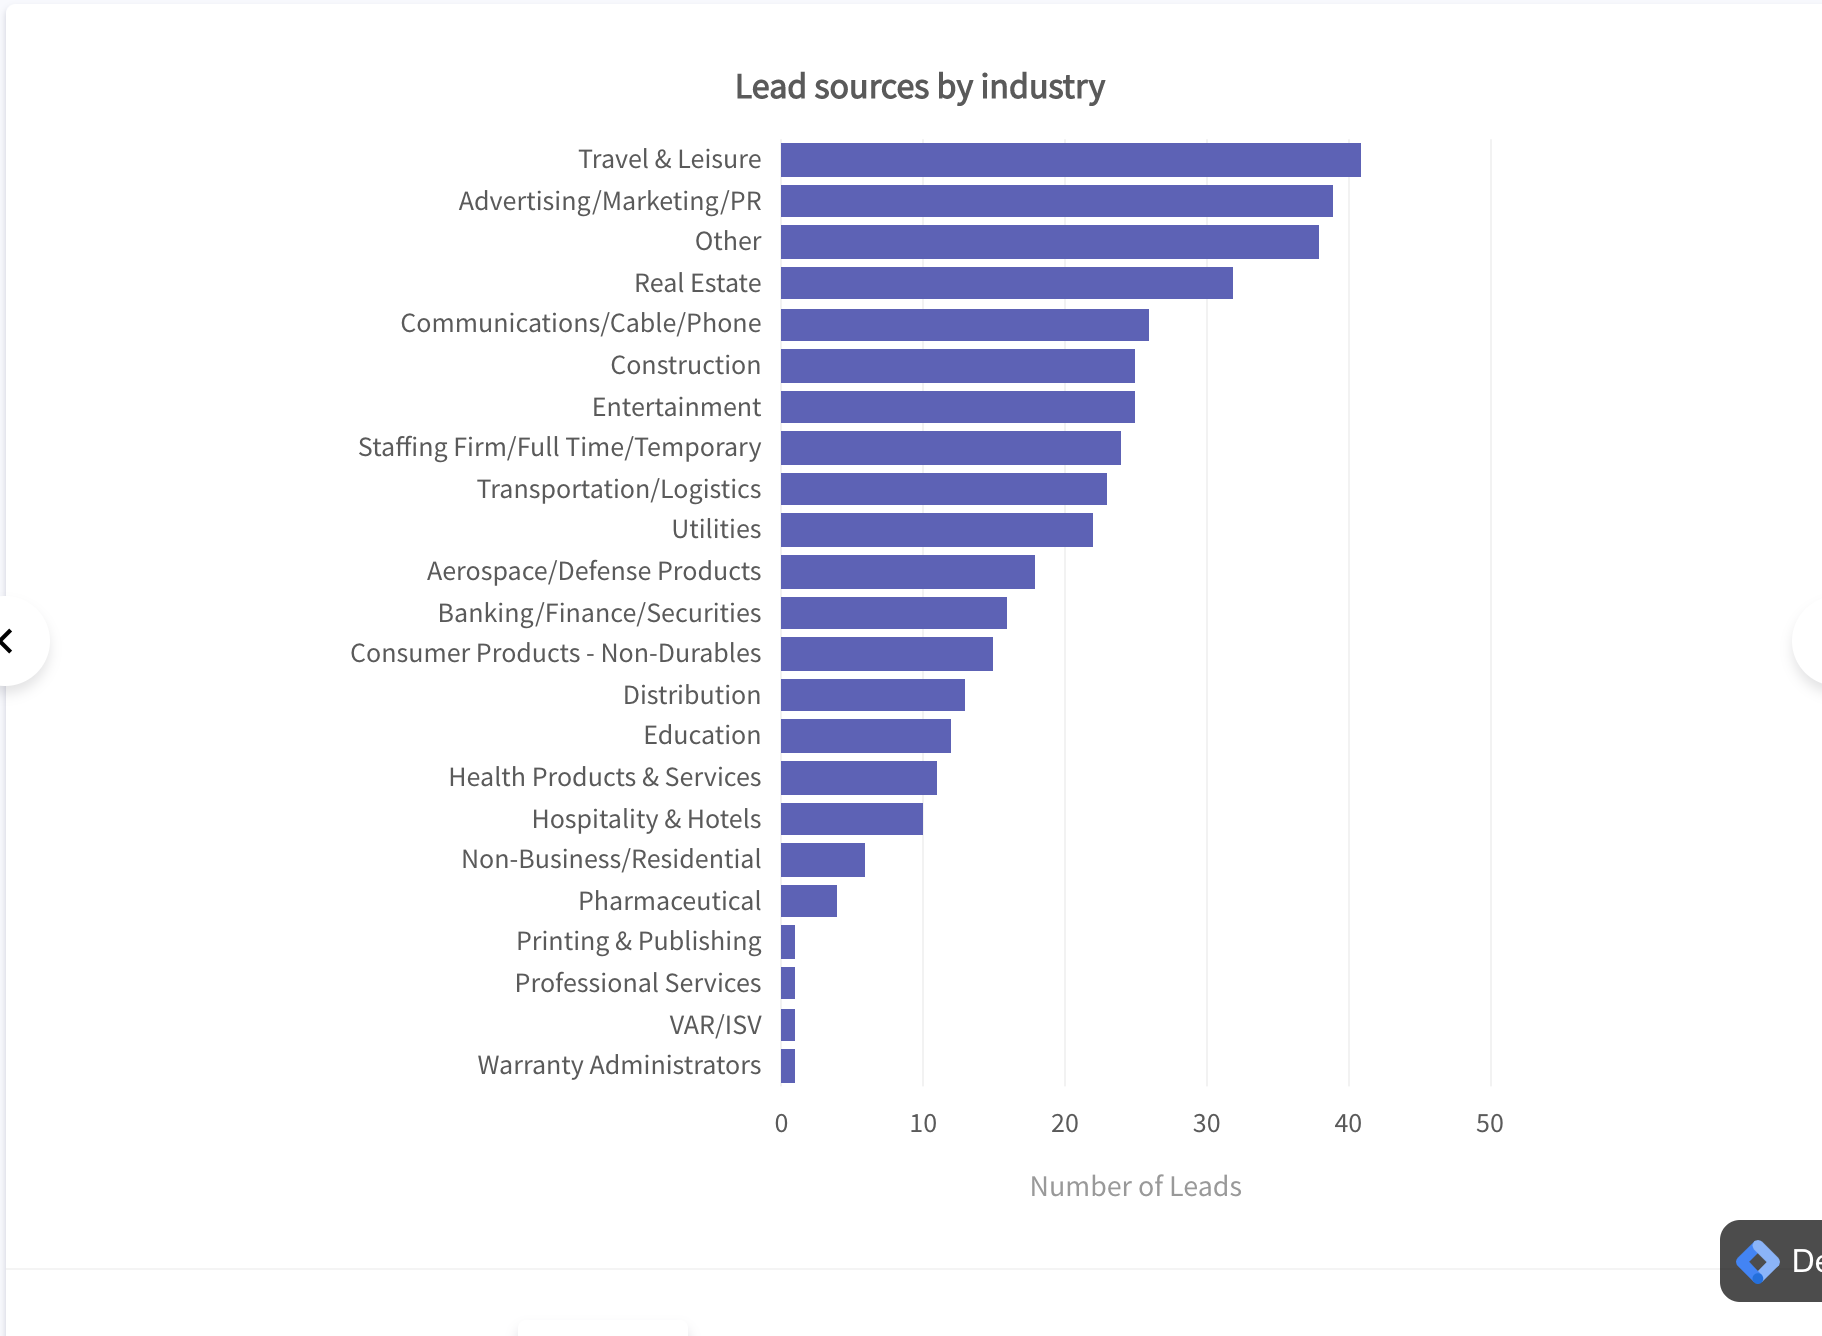 Lead sources by industry
Travel & Leisure
Advertising/Marketing/PR
Other
Real Estate
Communications/Cable/Phone
Construction
Entertainment
Staffing Firm/Full Time/Temporary
Transportation/Logistics
Utilities
Aerospace/Defense Products
Banking/Finance/Securities
Consumer Products - Non-Durables
Distribution
Education
Health Products & Services
Hospitality & Hotels
Non-Business/Residential
Pharmaceutical
Printing & Publishing
Professional Services
VAR/ISV
Warranty Administrators
0 10 20 30 40 50
Number of Leads
De